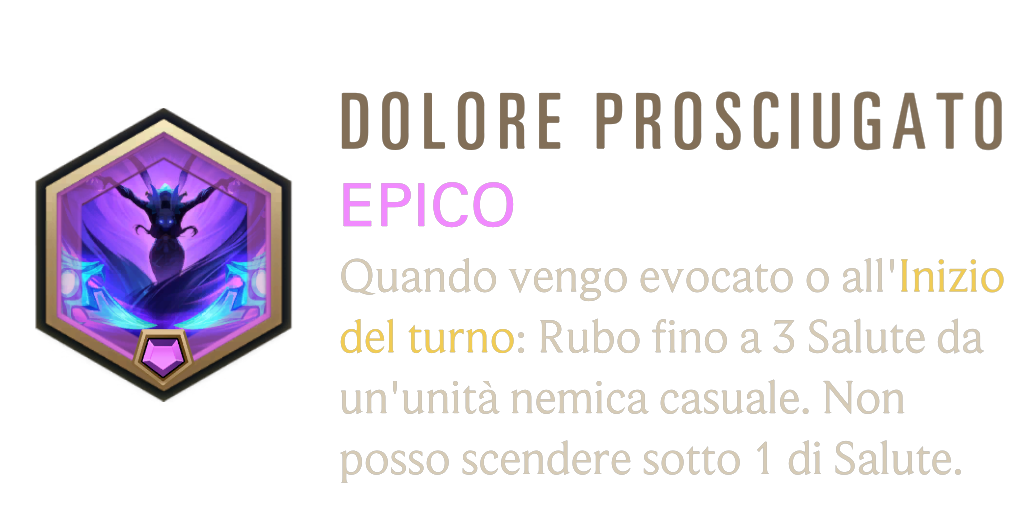 DOLORE PROSCIUGATO
EPICO
Quando vengo evocato o all'Inizio
del turno: Rubo fino a 3 Salute da
un'unità nemica casuale. Non
posso scendere sotto 1 di Salute.